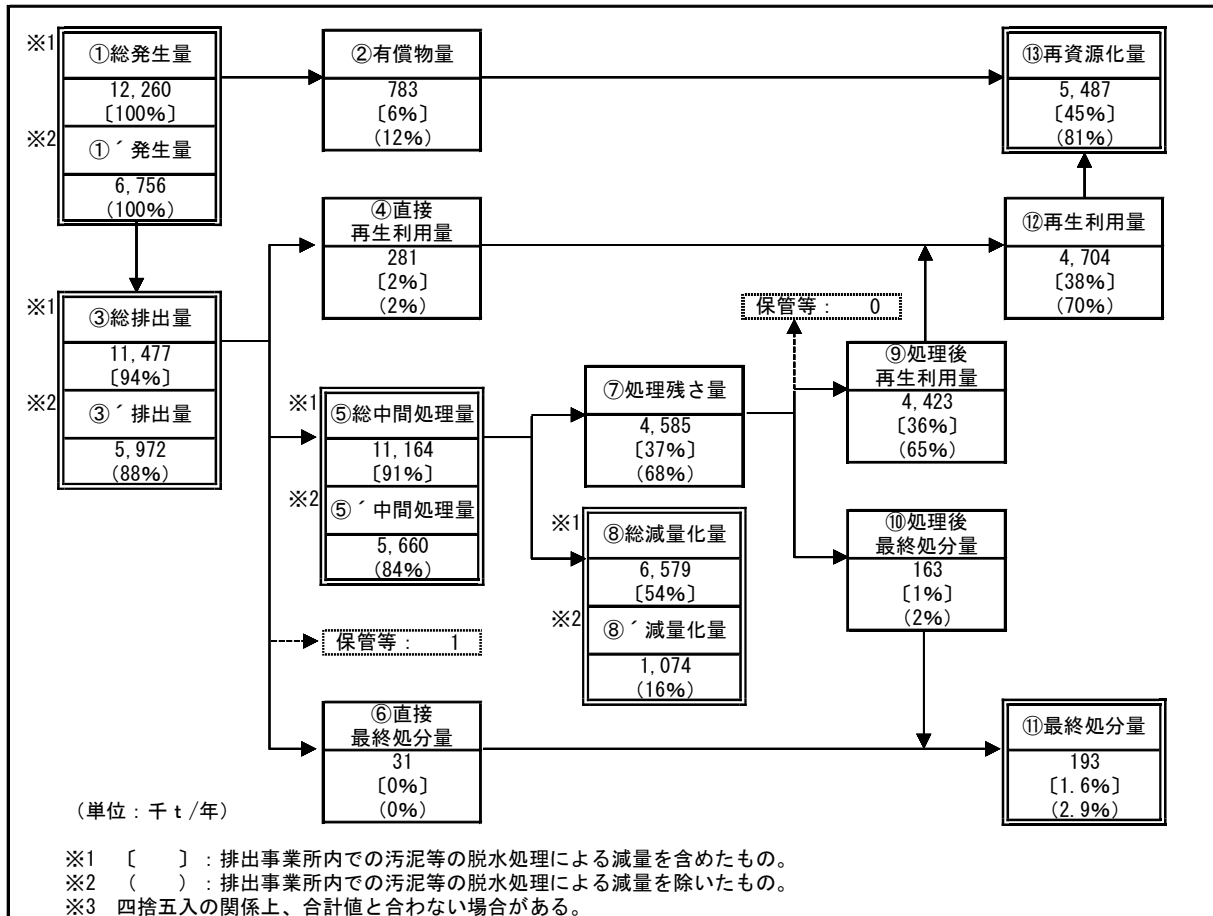 ※1
①総発生量
12,260
〔100%〕
※2
①´発生量
6,756
(100%)
②有償物量
783
〔6%〕
(12%)
⑬再資源化量
5,487
〔45%〕
(81%)
④直接
再生利用量
281
〔2%〕
(2%)
⑫再生利用量
4,704
〔38%〕
(70%)
※1
③総排出量
11,477
〔94%〕
※2
③´排出量
5,972
(88%)
保管等： 0
※1
⑤総中間処理量
11,164
〔91%〕
※2
⑤´中間処理量
5,660
(84%)
⑦処理残さ量
4,585
〔37%〕
(68%)
⑨処理後
再生利用量
4,423
〔36%〕
(65%)
※1
⑧総減量化量
6,579
〔54%〕
※2
⑧´減量化量
1,074
(16%)
⑩処理後
最終処分量
163
〔1%〕
(2%)
保管等： 1
⑥直接
最終処分量
31
〔0%〕
(0%)
⑪最終処分量
193
〔1.6%〕
(2.9%)
（単位：千ｔ/年）
※1 〔 〕：排出事業所内での汚泥等の脱水処理による減量を含めたもの。
※2 （ ）：排出事業所内での汚泥等の脱水処理による減量を除いたもの。
※3 四捨五入の関係上、合計値と合わない場合がある。